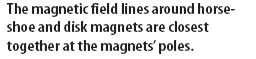 The magnetic field lines around horse-
shoe and disk magnets are closest
together at the magnets' poles.